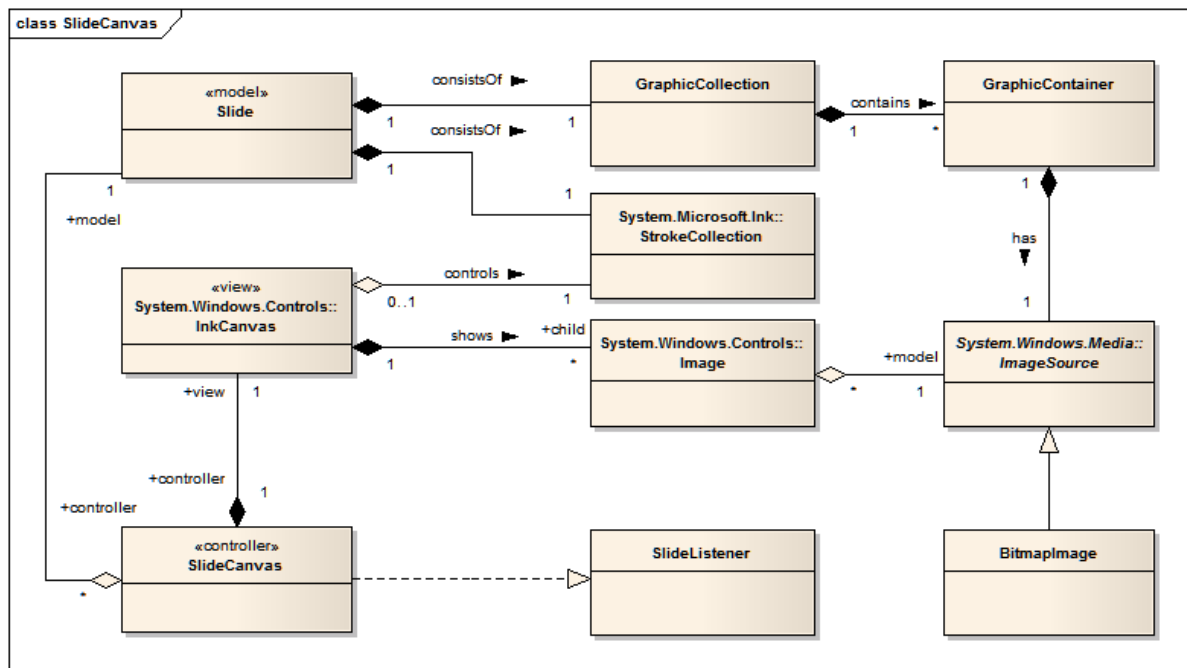 class SlideCanvas
«model»
Slide
consistsOf ►
1
1
consistsOf ►
1
1
GraphicCollection
contains ►
1
*
GraphicContainer
1
+model
1
has
▼
1
System.Microsoft.Ink::
StrokeCollection
«view»
System.Windows.Controls::
InkCanvas
controls ►
0..1
1
shows ►
+child
1
*
System.Windows.Controls::
Image
+model
*
1
System.Windows.Media::
ImageSource
+view
1
+controller
1
+controller
*
«controller»
SlideCanvas
SlideListener
BitmapImage